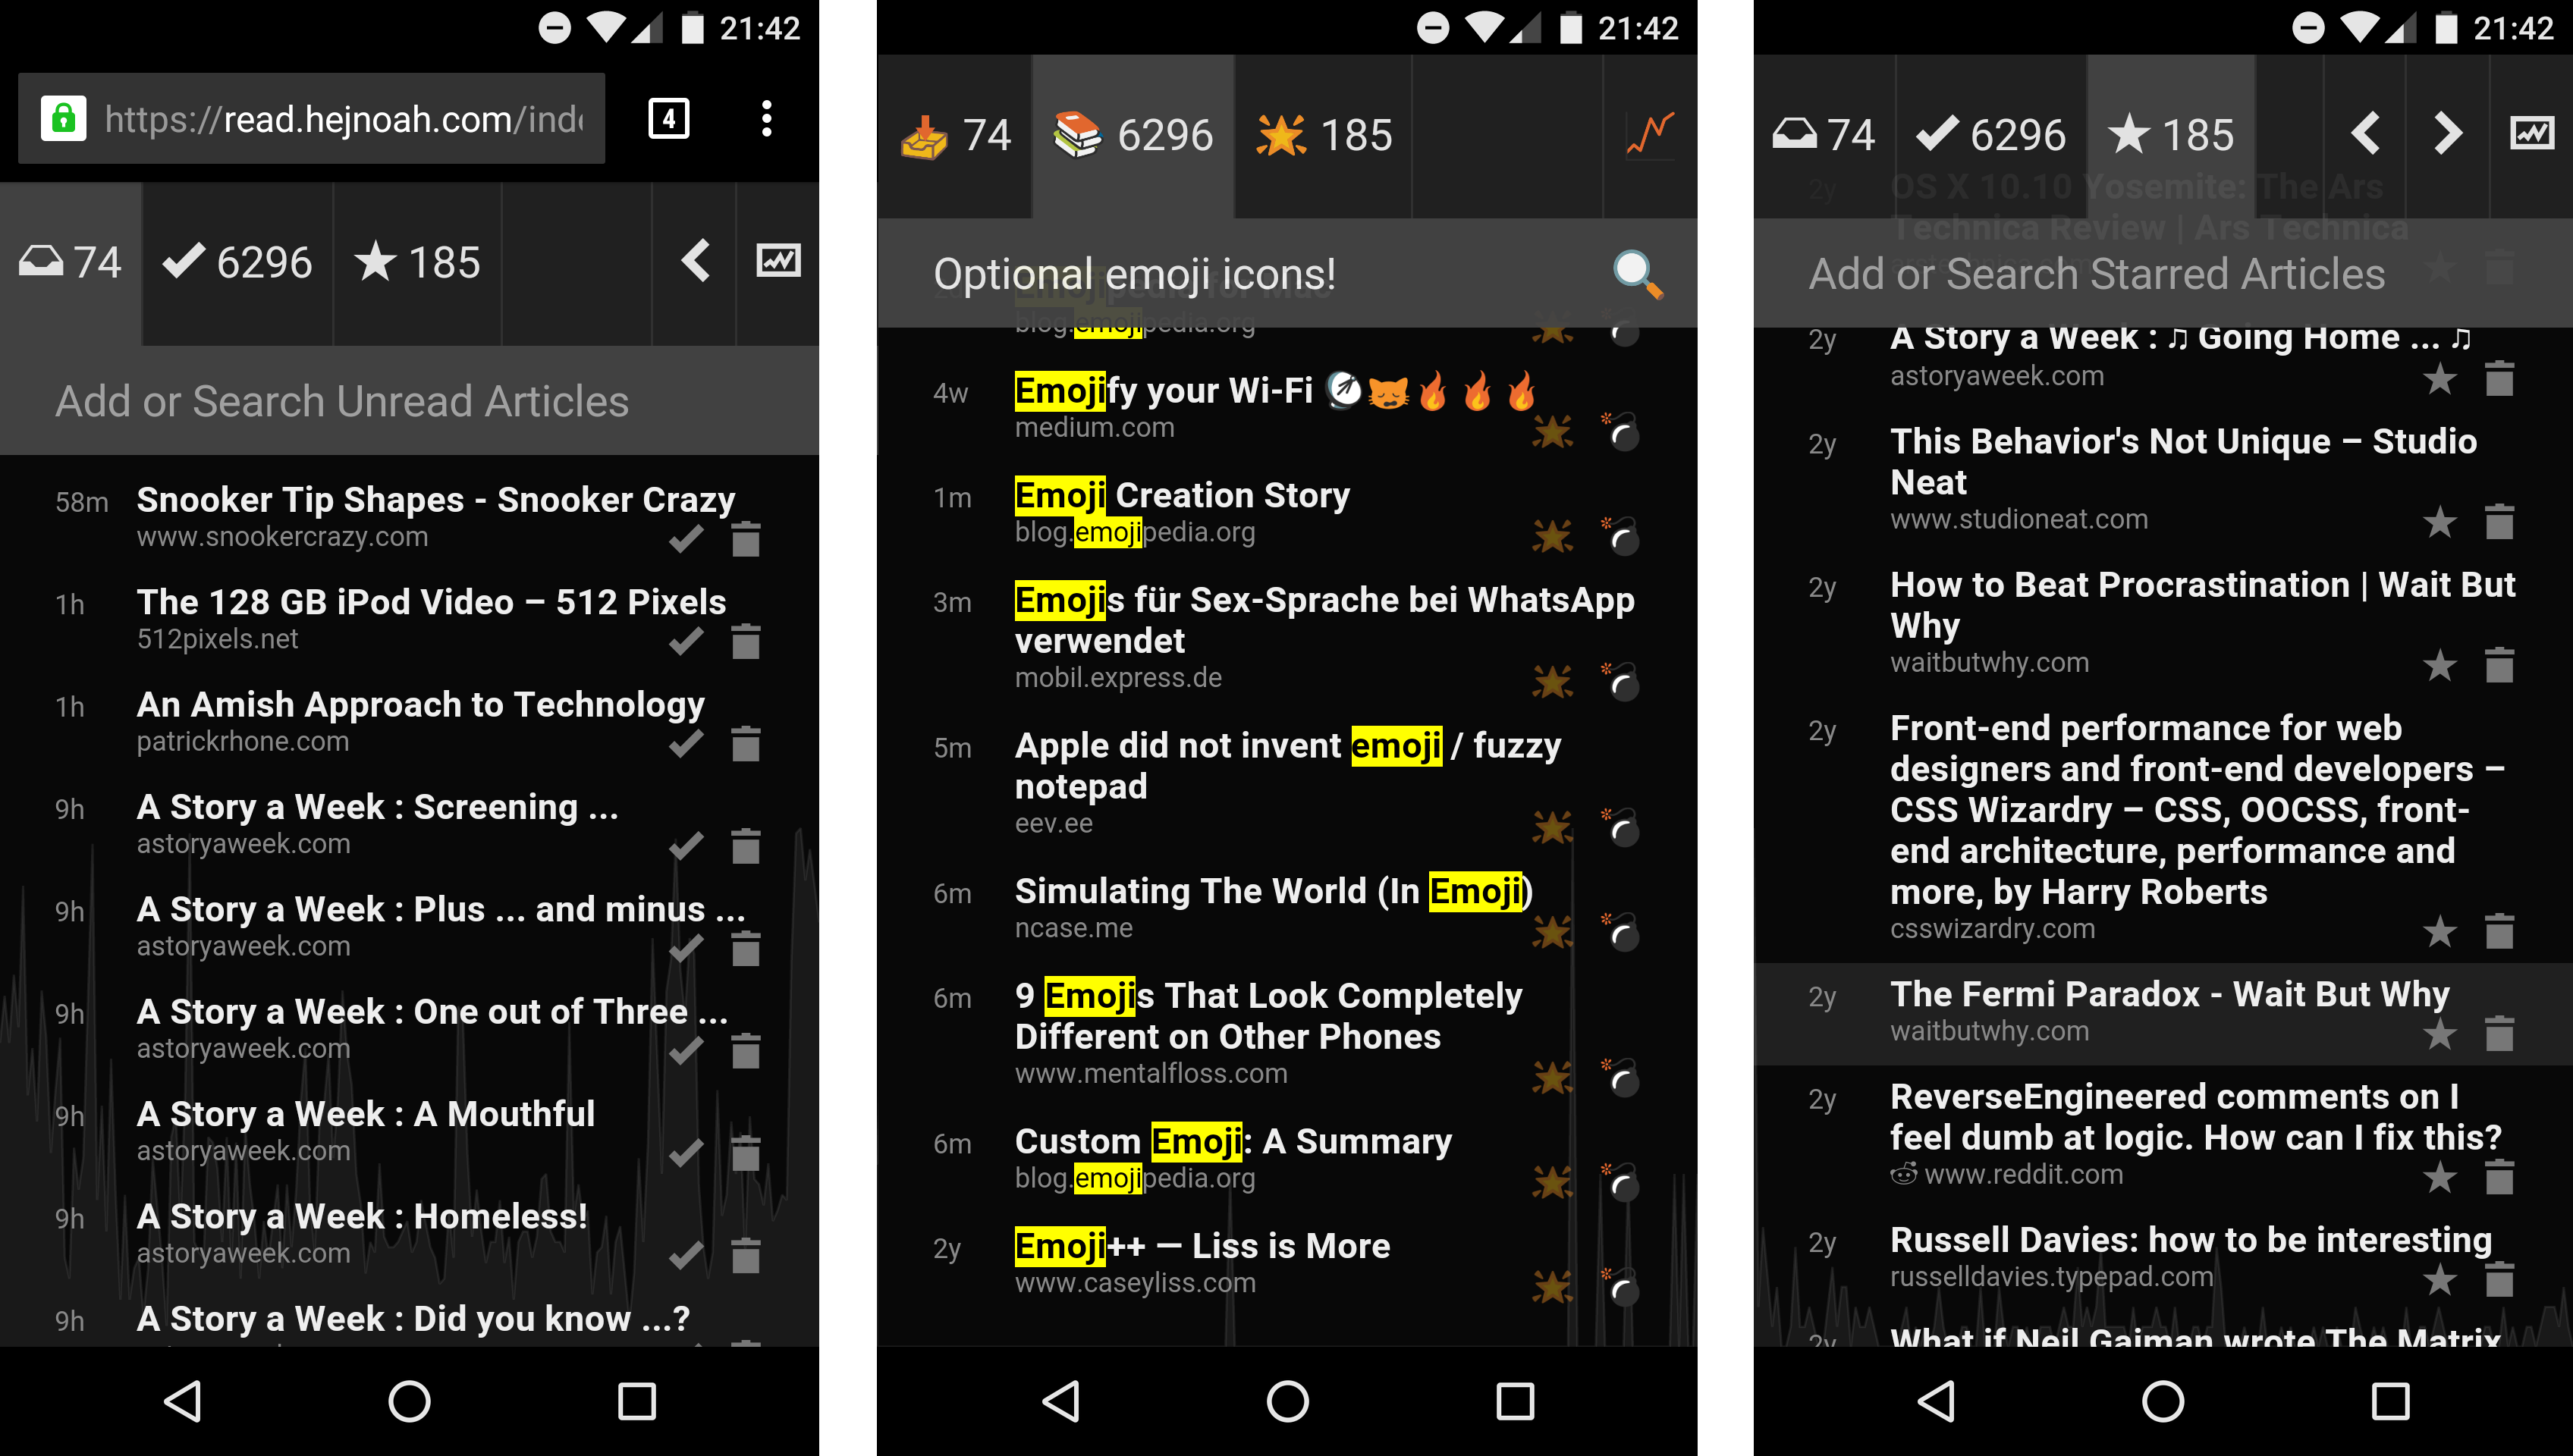 21:42
https://read.hejnoah.com/ind
4
74
6296
185
Add or Search Unread Articles
58m Snooker Tip Shapes - Snooker Crazy
www.snookercrazy.com
1h The 128 GB iPod Video – 512 Pixels
512pixels.net
1h An Amish Approach to Technology
patrickrhone.com
9h A Story a Week : Screening ...
astoryaweek.com
9h A Story a Week : Plus ... and minus ...
astoryaweek.com
9h A Story a Week : One out of Three ...
astoryaweek.com
9h A Story a Week : A Mouthful
astoryaweek.com
9h A Story a Week : Homeless!
astoryaweek.com
9h A Story a Week : Did you know ...?
21:42
74
6296
185
Optional emoji icons!
blog.emojipedia.org
4w Emojify your Wi-Fi
medium.com
1m Emoji Creation Story
blog.emojipedia.org
3m Emojis für Sex-Sprache bei WhatsApp
verwendet
mobil.express.de
5m Apple did not invent emoji / fuzzy
notepad
eev.ee
6m Simulating The World (In Emoji)
ncase.me
6m 9 Emojis That Look Completely
Different on Other Phones
www.mentalfloss.com
6m Custom Emoji: A Summary
blog.emojipedia.org
2y Emoji++ — Liss is More
www.caseyliss.com
21:42
74
6296
185
2y OS X 10.10 Yosemite: The Ars
Technica Review | Ars Technica
Add or Search Starred Articles
2y A Story a Week : ♫ Going Home ... ♫
astoryaweek.com
2y This Behavior's Not Unique – Studio
Neat
www.studioneat.com
2y How to Beat Procrastination | Wait But
Why
waitbutwhy.com
2y Front-end performance for web
designers and front-end developers –
CSS Wizardry – CSS, OOCSS, front-
end architecture, performance and
more, by Harry Roberts
csswizardry.com
2y The Fermi Paradox - Wait But Why
waitbutwhy.com
2y ReverseEngineered comments on I
feel dumb at logic. How can I fix this?
www.reddit.com
2y Russell Davies: how to be interesting
russelldavies.typepad.com
2y What if Neil Gaiman wrote The Matrix